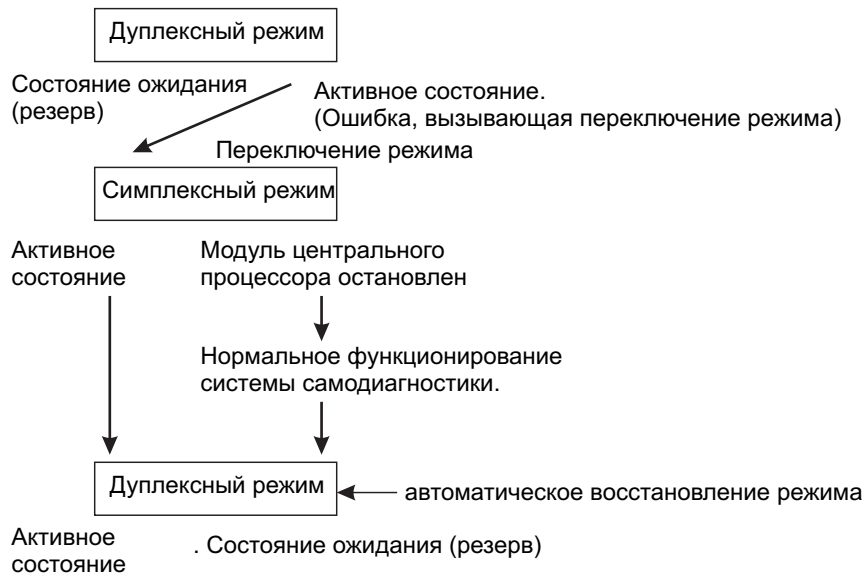 Дуплексный режим
Состояние ожидания
(резерв)
Активное состояние.
(Ошибка, вызывающая переключение режима)
Переключение режима
Симплексный режим
Активное
состояние
Модуль центрального
процессора остановлен
Нормальное функционирование
системы самодиагностики.
Дуплексный режим
автоматическое восстановление режима
Активное
состояние
. Состояние ожидания (резерв)